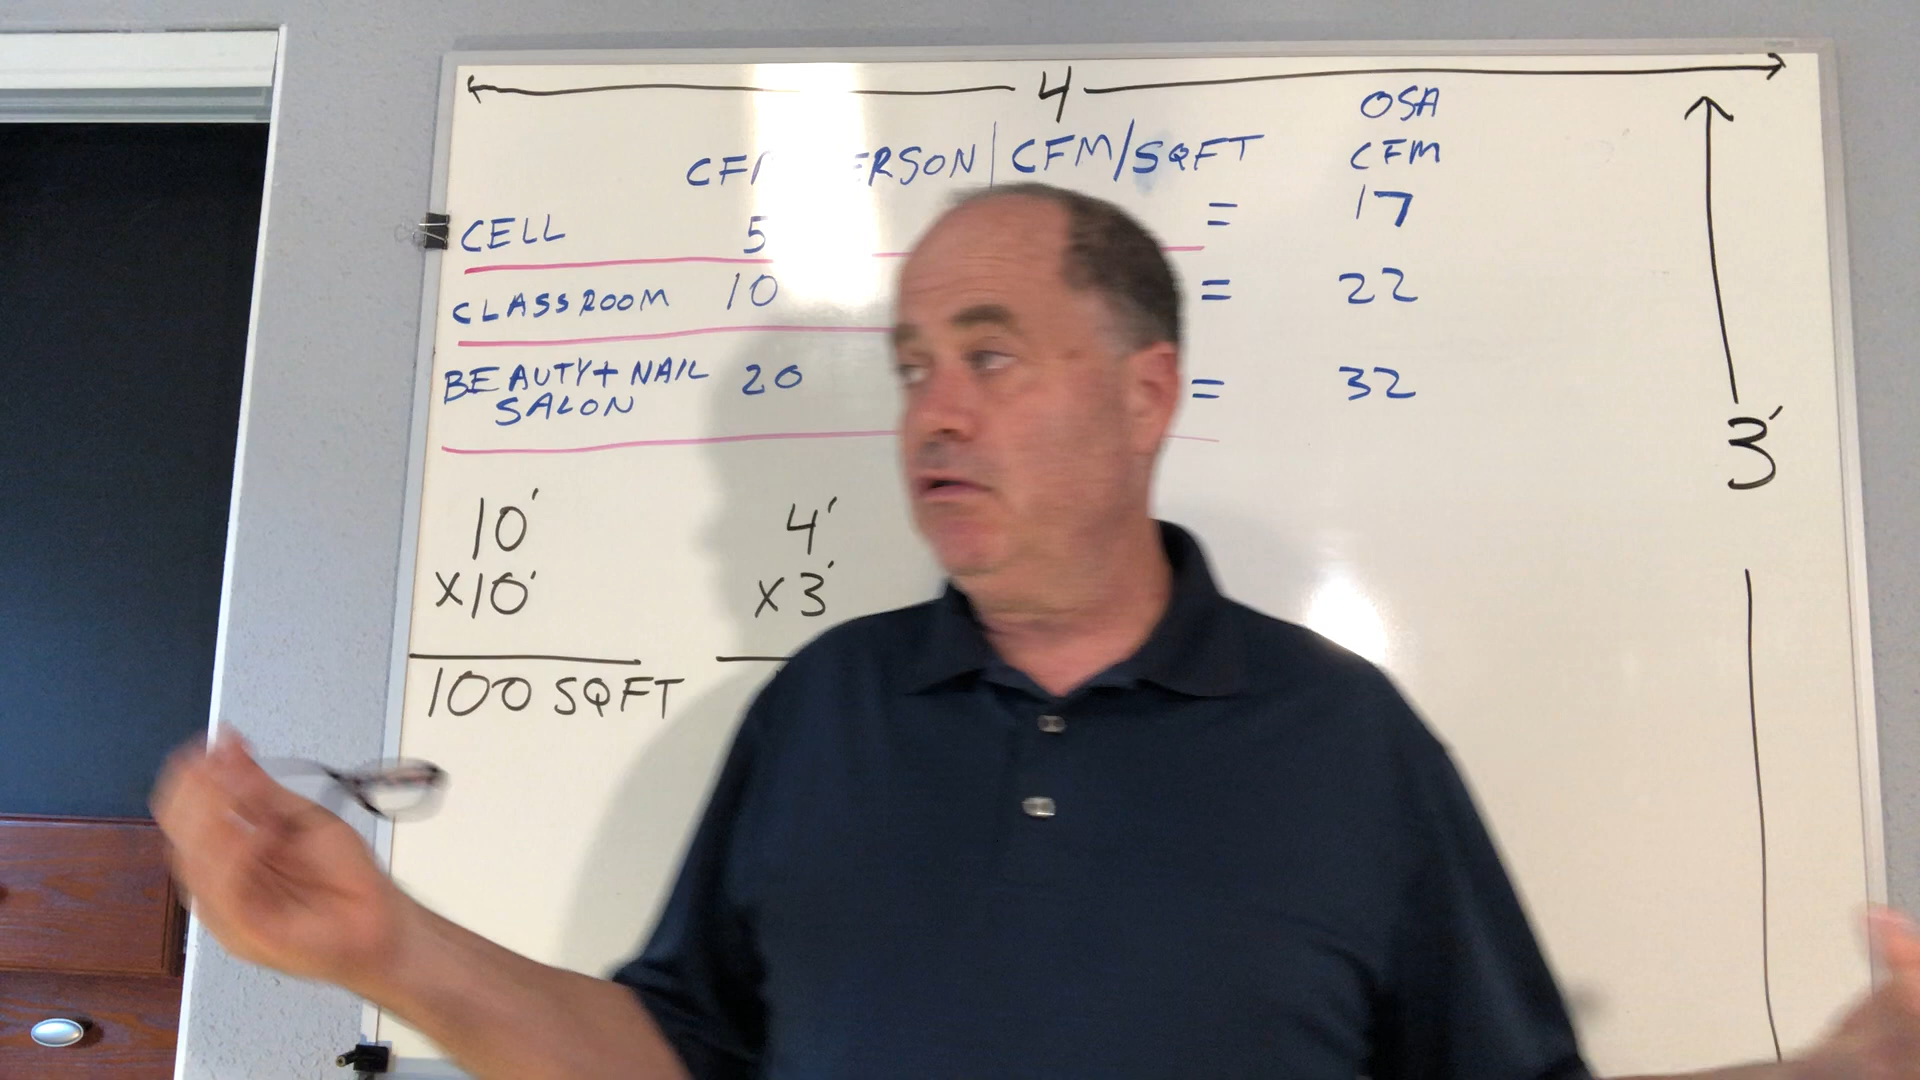 4
OSA
CFM/SQFT CFM
CELL 5 = 17
CLASSROOM 10 = 22
BEAUTY+NAIL 20 = 32
SALON
3'
10' 4'
X10' X3'
100 SQFT